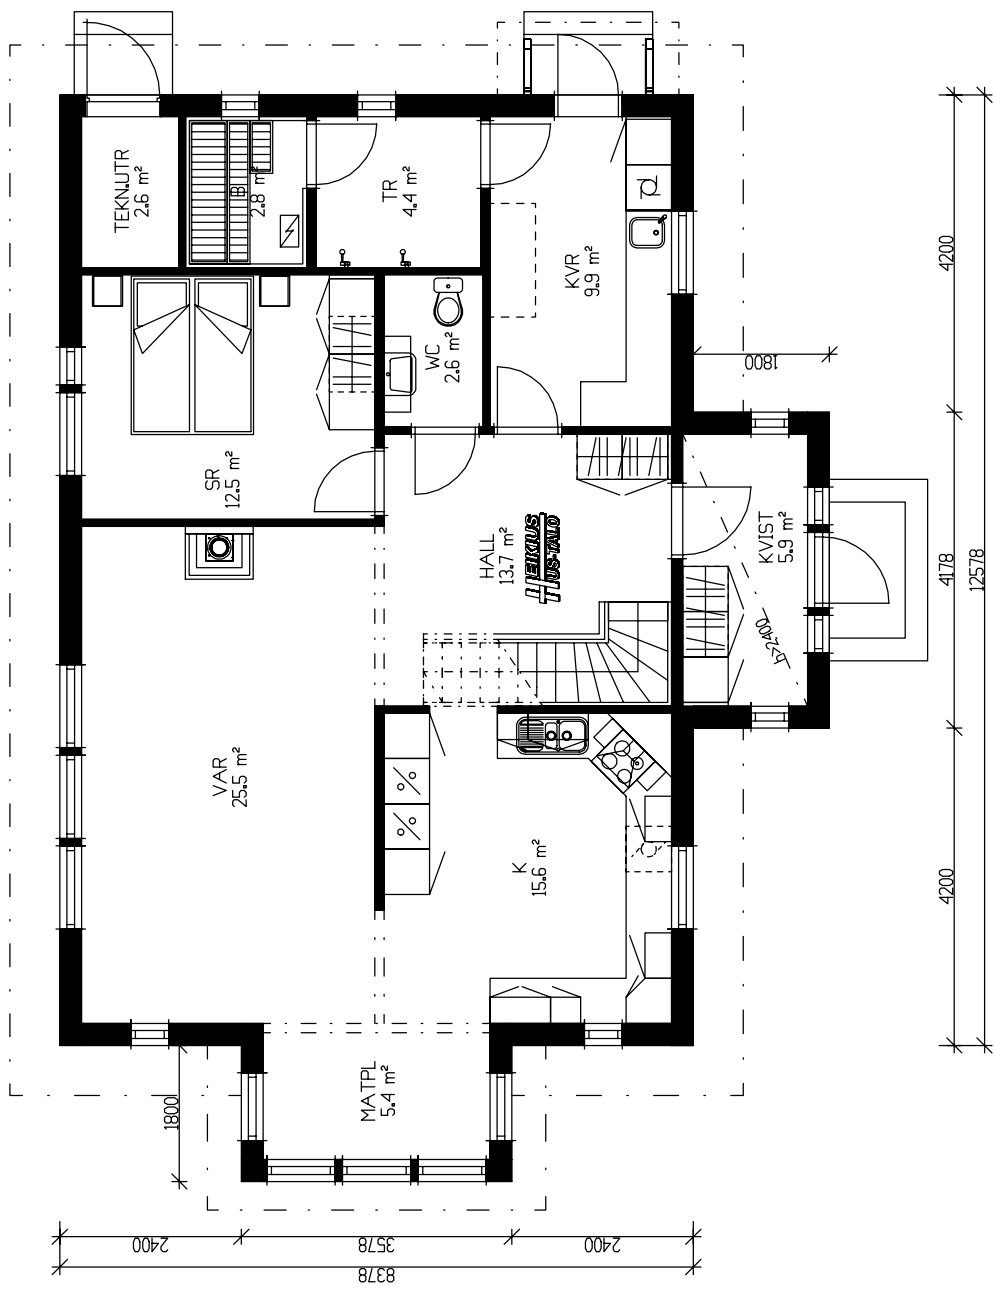 TEKN.UTR
2.6 m²
B
2.8 m²
TR
4.4 m²
KVR
9.9 m²
WC
2.6 m²
SR
12.5 m²
HALL
13.7 m²
HEIKIUS
HUS-TALO
KVIST
5.9 m²
h>2400
VAR
25.5 m²
K
15.6 m²
MATPL
5.4 m²
1800
4200
4178
12578
4200
1800
2400
3578
2400
8378